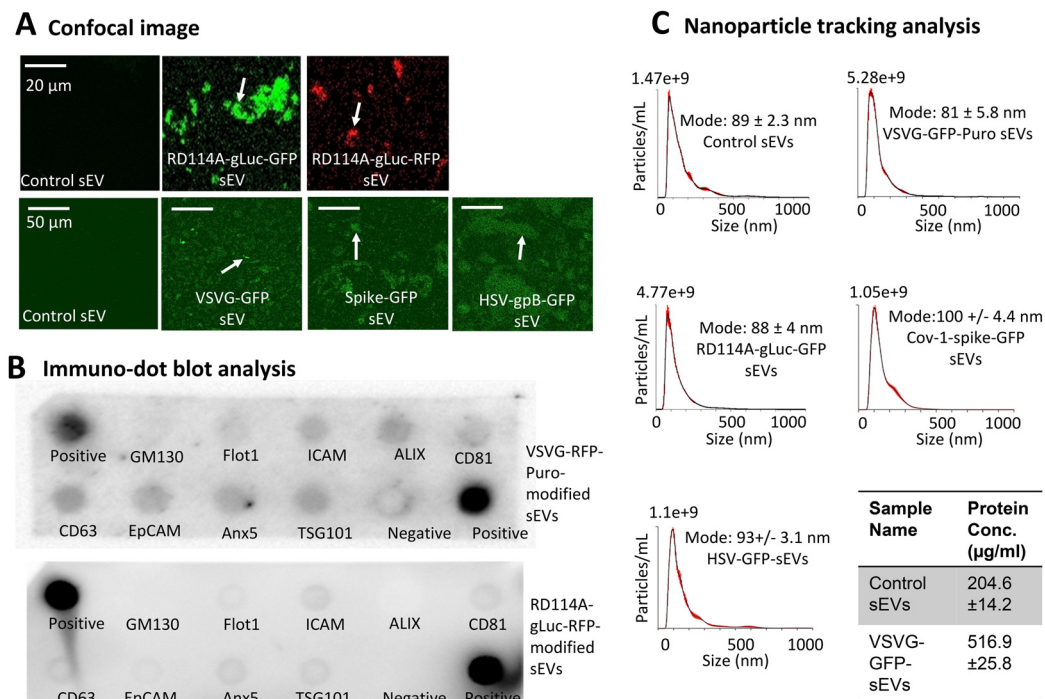 A Confocal image
20 µm
Control sEV
RD114A-gLuc-GFP
sEV
RD114A-gLuc-RFP
sEV
50 µm
Control sEV
VSVG-GFP
sEV
Spike-GFP
sEV
HSV-gpB-GFP
sEV
B Immuno-dot blot analysis
Positive GM130 Flot1 ICAM ALIX CD81
CD63 EpCAM Anx5 TSG101 Negative Positive
VSVG-RFP-
Puro-
modified
sEVs
Positive GM130 Flot1 ICAM ALIX CD81
CD63 EpCAM Anx5 TSG101 Negative Positive
RD114A-
gLuc-RFP-
modified
sEVs
C Nanoparticle tracking analysis
1.47e+9
Particles/mL
Mode: 89 ± 2.3 nm
Control sEVs
0 500 1000
Size (nm)
5.28e+9
Mode: 81 ± 5.8 nm
VSVG-GFP-Puro sEVs
0 500 1000
Size (nm)
4.77e+9
Particles/mL
Mode: 88 ± 4 nm
RD114A-gLuc-GFP
sEVs
0 500 1000
Size (nm)
1.05e+9
Mode:100 +/- 4.4 nm
Cov-1-spike-GFP
sEVs
0 500 1000
Size (nm)
1.1e+9
Particles/mL
Mode: 93+/- 3.1 nm
HSV-GFP-sEVs
0 500 1000
Size (nm)
Sample
Name
Protein
Conc.
(µg/ml)
Control
sEVs
204.6
±14.2
VSVG-
GFP-
sEVs
516.9
±25.8